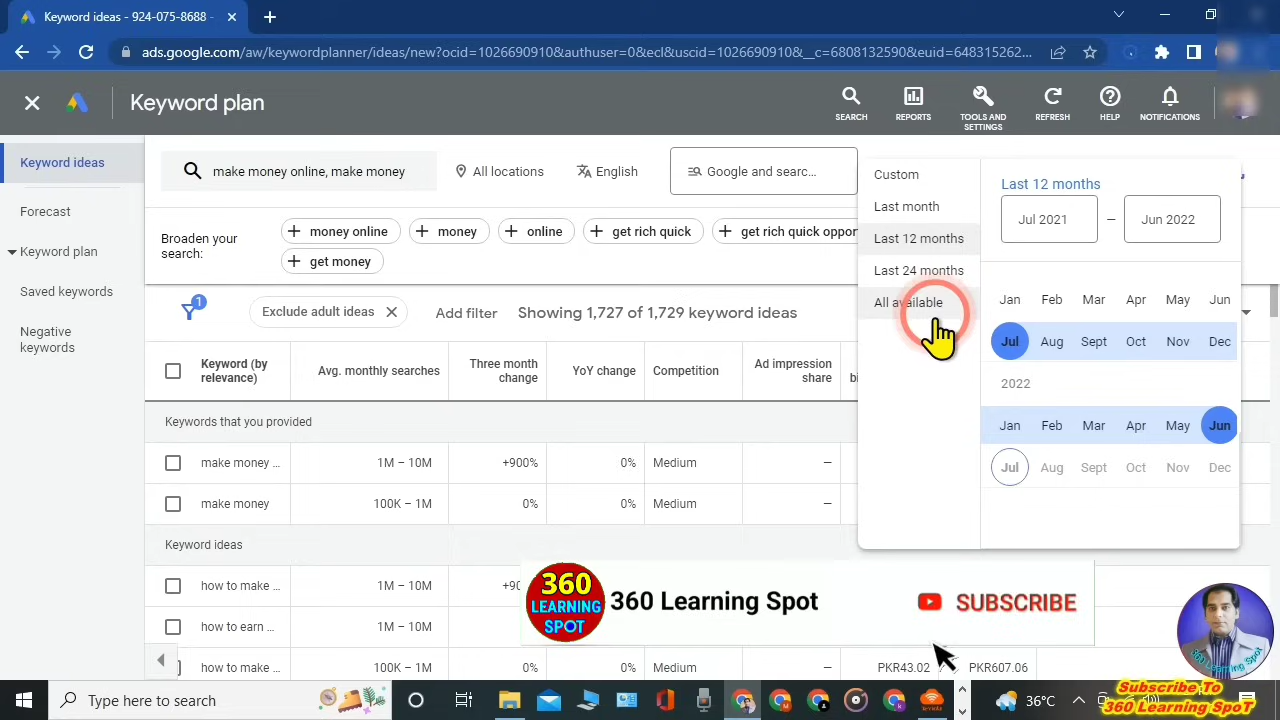 Keyword ideas - 924-075-8688 -
ads.google.com/aw/keywordplanner/ideas/new?ocid=1026690910&authuser=0&ecl&uscid=1026690910&__c=6808132590&euid=648315262...
Keyword plan
SEARCH
REPORTS
TOOLS AND
SETTINGS
REFRESH
HELP
NOTIFICATIONS
Keyword ideas
Forecast
Keyword plan
Saved keywords
Negative
keywords
make money online, make money
All locations
English
Google and searc...
Broaden your
search:
money online
money
online
get rich quick
get rich quick oppor
get money
1
Exclude adult ideas
Add filter
Showing 1,727 of 1,729 keyword ideas
Custom
Last month
Last 12 months
Last 24 months
All available
Last 12 months
Jul 2021 – Jun 2022
Jan Feb Mar Apr May Jun
Jul Aug Sept Oct Nov Dec
2022
Jan Feb Mar Apr May Jun
Jul Aug Sept Oct Nov Dec
Keyword (by
relevance)
Avg. monthly searches
Three month
change
YoY change
Competition
Ad impression
share
Keywords that you provided
make money ... 1M – 10M +900% 0% Medium –
make money 100K – 1M 0% 0% Medium –
Keyword ideas
how to make ... 1M – 10M +90
how to earn ... 1M – 10M
how to make ... 100K – 1M 0% 0% Medium – PKR43.02 PKR607.06
360
LEARNING
SPOT
360 Learning Spot
SUBSCRIBE
360 Learning Spot
Type here to search
36°C
Subscribe To
360 Learning SpoT